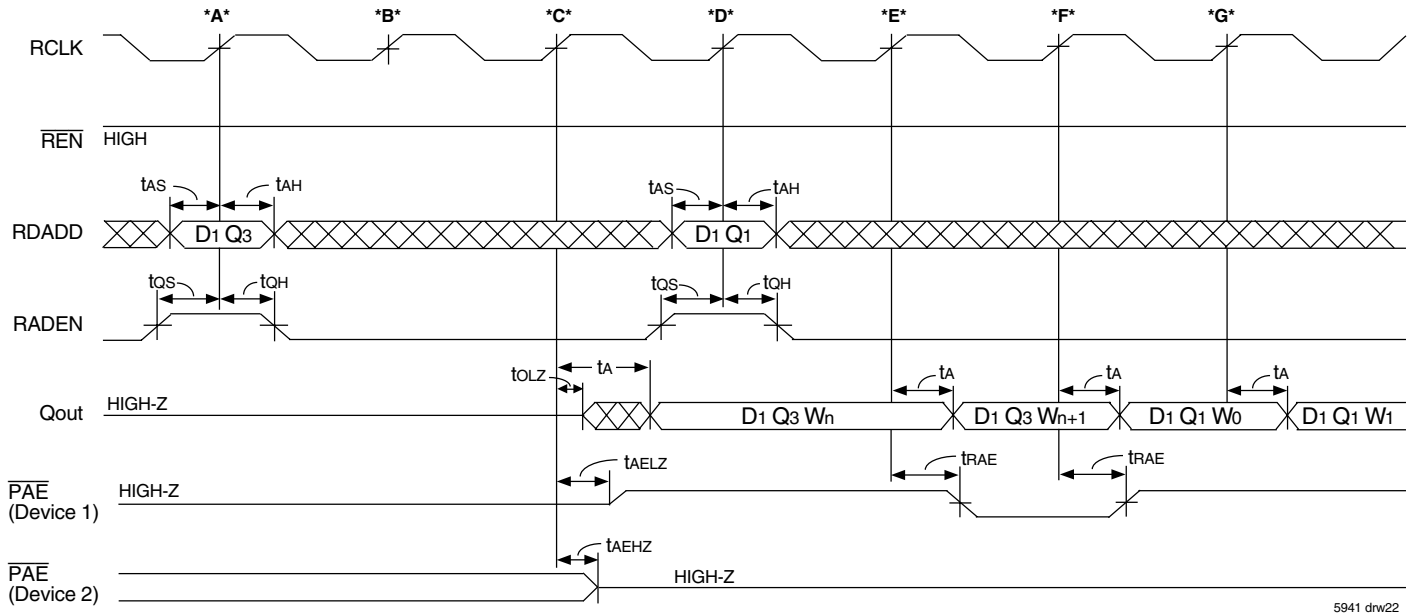 *A* *B* *C* *D* *E* *F* *G*
RCLK
REN HIGH
tAS tAH tAS tAH
RDADD D1 Q3 D1 Q1
tQS tQH tQS tQH
RADEN
tOLZ tA tA tA tA
Qout HIGH-Z D1 Q3 Wn D1 Q3 Wn+1 D1 Q1 W0 D1 Q1 W1
tAELZ tRAE tRAE
PAE HIGH-Z
(Device 1)
tAEHZ
PAE HIGH-Z
(Device 2)
5941 drw22